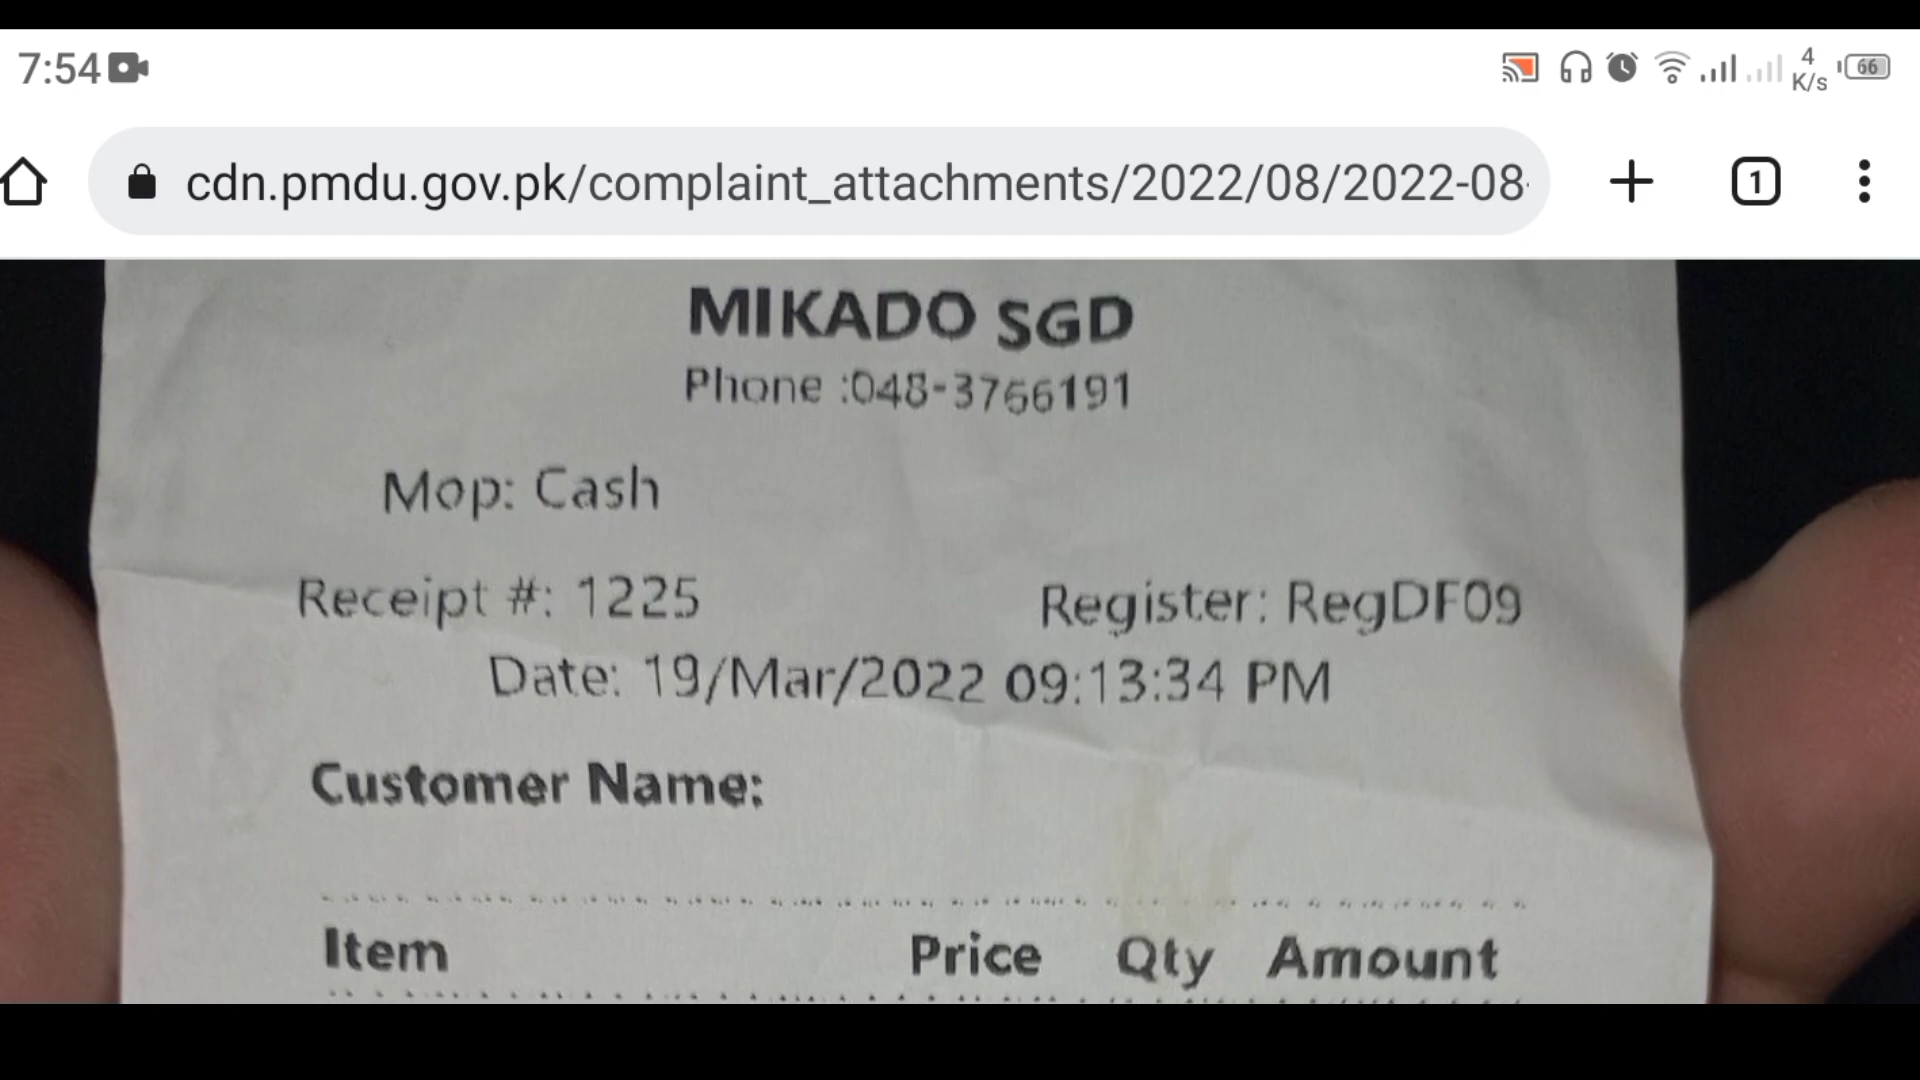 7:54
4
K/s
66
cdn.pmdu.gov.pk/complaint_attachments/2022/08/2022-08-
1
MIKADO SGD
Phone :048-3766191
Mop: Cash
Receipt #: 1225 Register: RegDF09
Date: 19/Mar/2022 09:13:34 PM
Customer Name:
Item Price Qty Amount